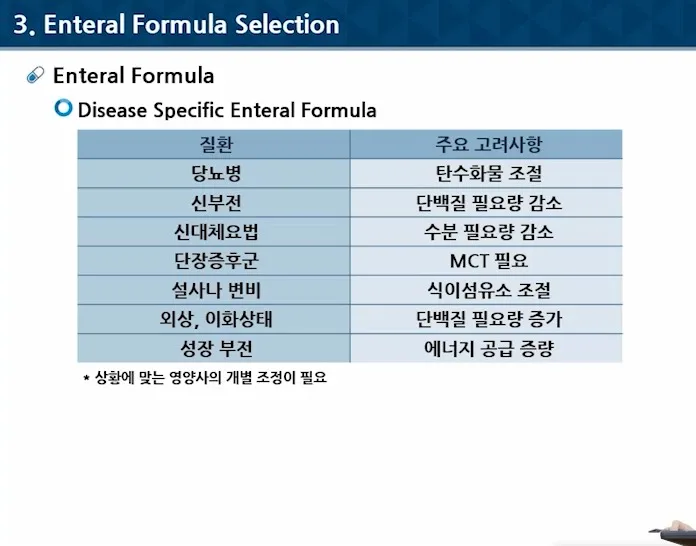 3. Enteral Formula Selection
Enteral Formula
Disease Specific Enteral Formula
질환 주요 고려사항
당뇨병 탄수화물 조절
신부전 단백질 필요량 감소
신대체요법 수분 필요량 감소
단장증후군 MCT 필요
설사나 변비 식이섬유소 조절
외상, 이화상태 단백질 필요량 증가
성장 부전 에너지 공급 증량
* 상황에 맞는 영양사의 개별 조정이 필요